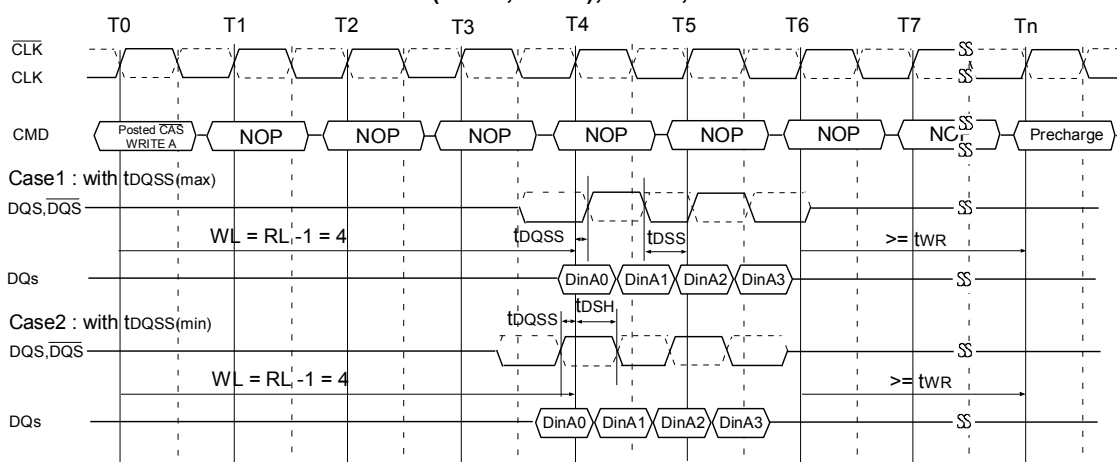 T0 T1 T2 T3 T4 T5 T6 T7 Tn
CLK
CLK
CMD Posted CAS WRITE A NOP NOP NOP NOP NOP NOP Precharge
Case1 : with tDQSS(max)
DQS,DQS
WL = RL -1 = 4 tDQSS tDSS >= tWR
DQs DinA0 DinA1 DinA2 DinA3
tDSH
Case2 : with tDQSS(min) tDQSS
DQS,DQS
WL = RL -1 = 4 >= tWR
DQs DinA0 DinA1 DinA2 DinA3